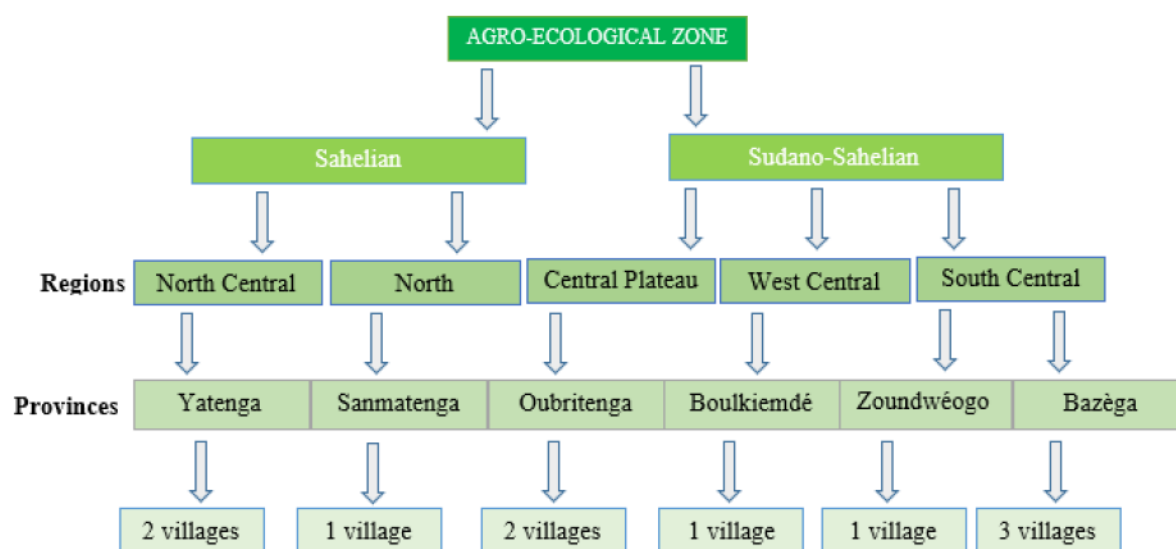 AGRO-ECOLOGICAL ZONE
Sahelian
Sudano-Sahelian
Regions
North Central
North
Central Plateau
West Central
South Central
Provinces
Yatenga
Sanmatenga
Oubritenga
Boulkiemdé
Zoundwéogo
Bazèga
2 villages
1 village
2 villages
1 village
1 village
3 villages